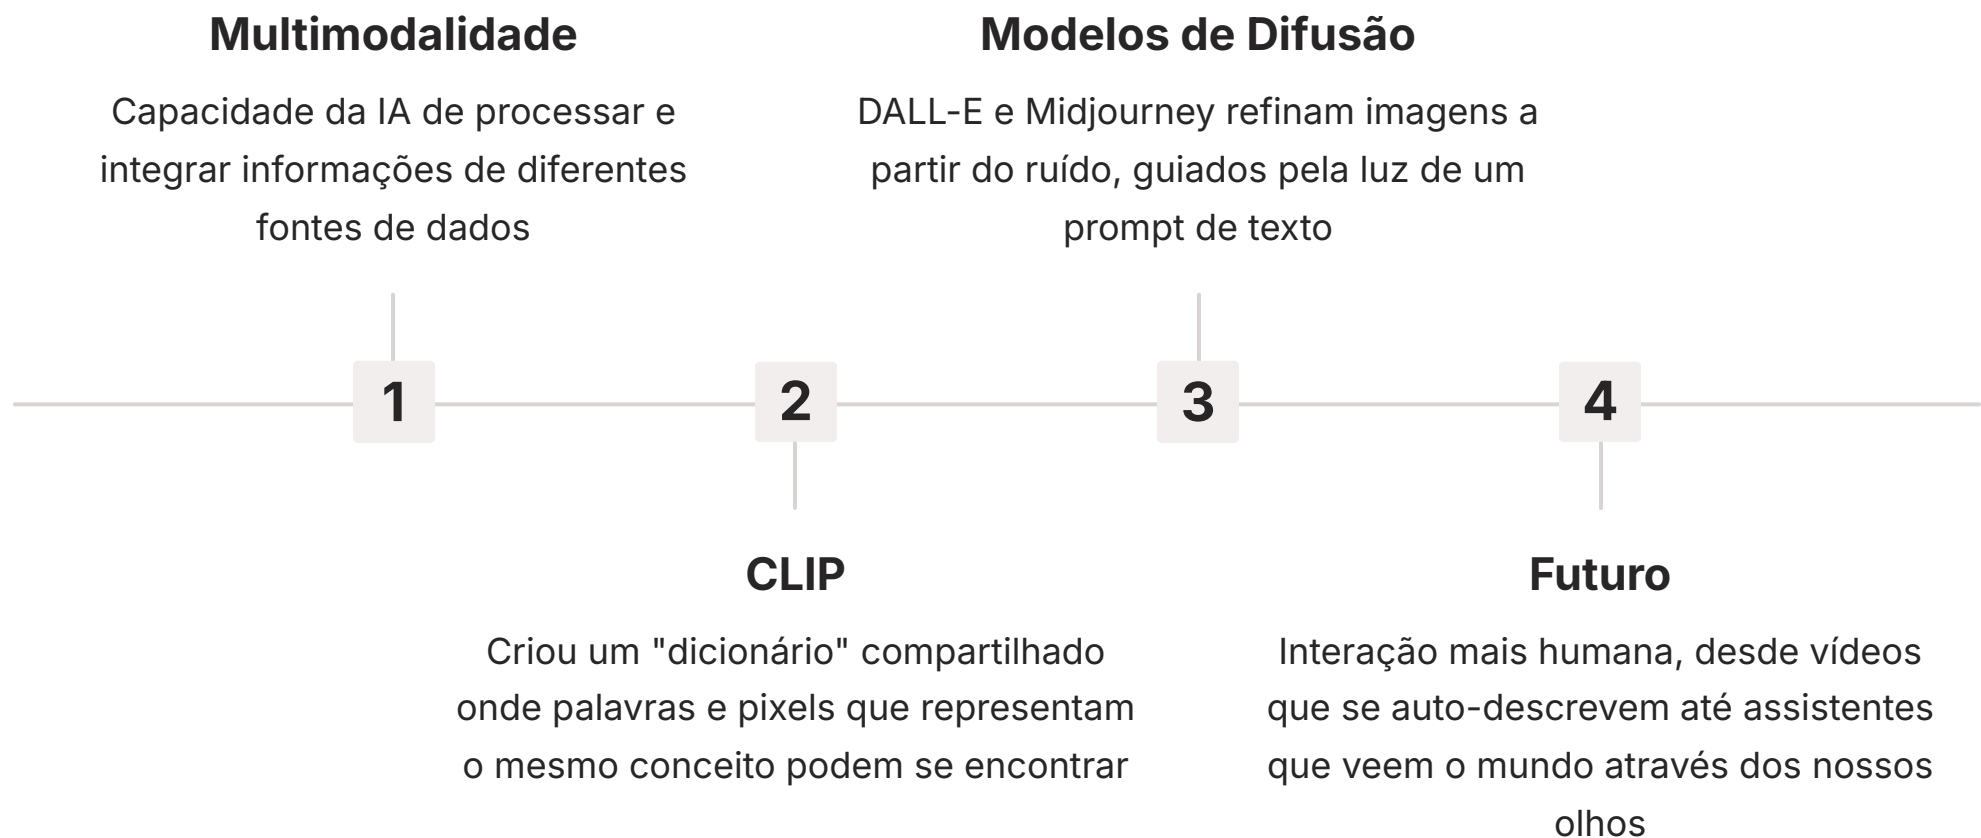 Multimodalidade
Capacidade da IA de processar e
integrar informações de diferentes
fontes de dados
Modelos de Difusão
DALL-E e Midjourney refinam imagens a
partir do ruído, guiados pela luz de um
prompt de texto
1
2
3
4
CLIP
Criou um "dicionário" compartilhado
onde palavras e pixels que representam
o mesmo conceito podem se encontrar
Futuro
Interação mais humana, desde vídeos
que se auto-descrevem até assistentes
que veem o mundo através dos nossos
olhos